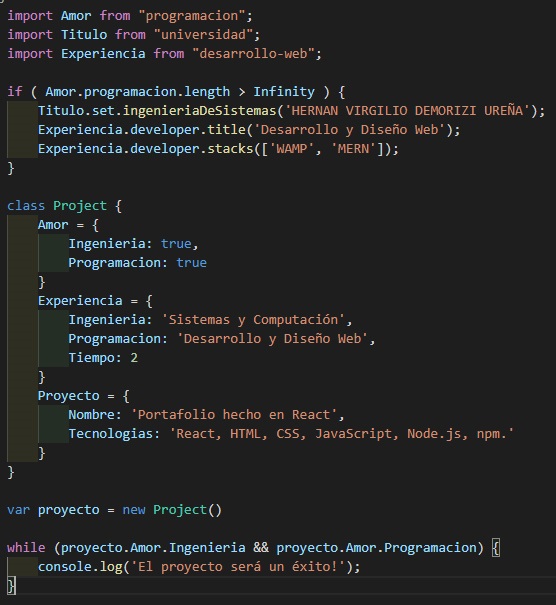 import Amor from "programacion";
import Titulo from "universidad";
import Experiencia from "desarrollo-web";

if ( Amor.programacion.length > Infinity ) {
    Titulo.set.ingenieriaDeSistemas('HERNAN VIRGILIO DEMORIZI UREÑA');
    Experiencia.developer.title('Desarrollo y Diseño Web');
    Experiencia.developer.stacks(['WAMP', 'MERN']);
}

class Project {
    Amor = {
        Ingenieria: true,
        Programacion: true
    }
    Experiencia = {
        Ingenieria: 'Sistemas y Computación',
        Programacion: 'Desarrollo y Diseño Web',
        Tiempo: 2
    }
    Proyecto = {
        Nombre: 'Portafolio hecho en React',
        Tecnologias: 'React, HTML, CSS, JavaScript, Node.js, npm.'
    }
}

var proyecto = new Project()

while (proyecto.Amor.Ingenieria && proyecto.Amor.Programacion) {
    console.log('El proyecto será un éxito!');
}